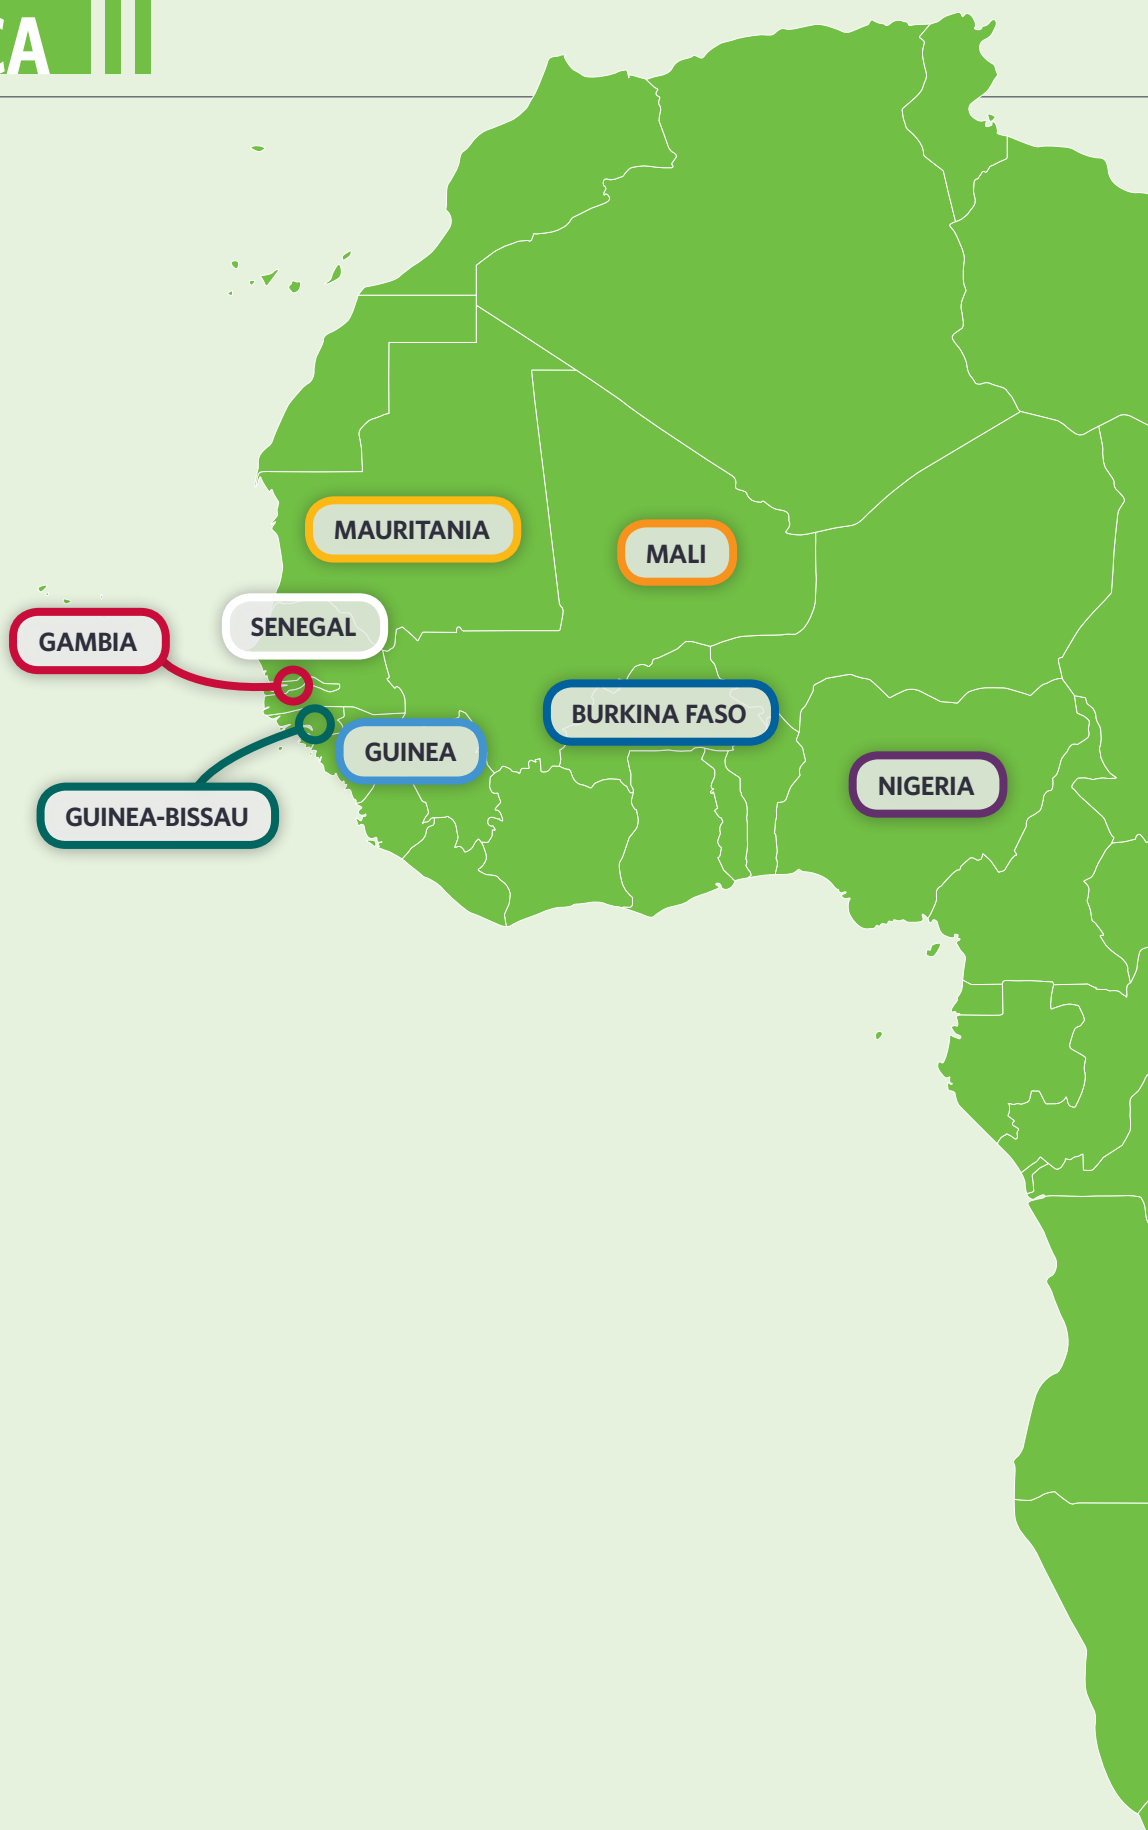 CA
MAURITANIA
MALI
SENEGAL
GAMBIA
BURKINA FASO
GUINEA
NIGERIA
GUINEA-BISSAU